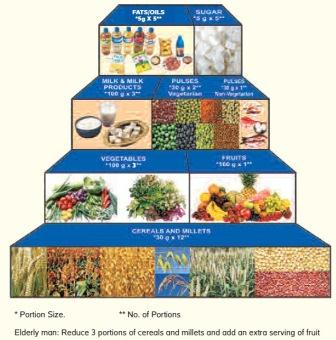 FATS/OILS
*5g X 5**
SUGAR
*5 g x 5**
MILK & MILK
PRODUCTS
*100 g x 3**
PULSES
*30 g x 2**
Vegetarian
PULSES
*30 g x 1**
Non-Vegetarian
VEGETABLES
*100 g x 3**
FRUITS
*100 g x 1**
CEREALS AND MILLETS
*30 g x 12**
* Portion Size.
** No. of Portions
Elderly man: Reduce 3 portions of cereals and millets and add an extra serving of fruit